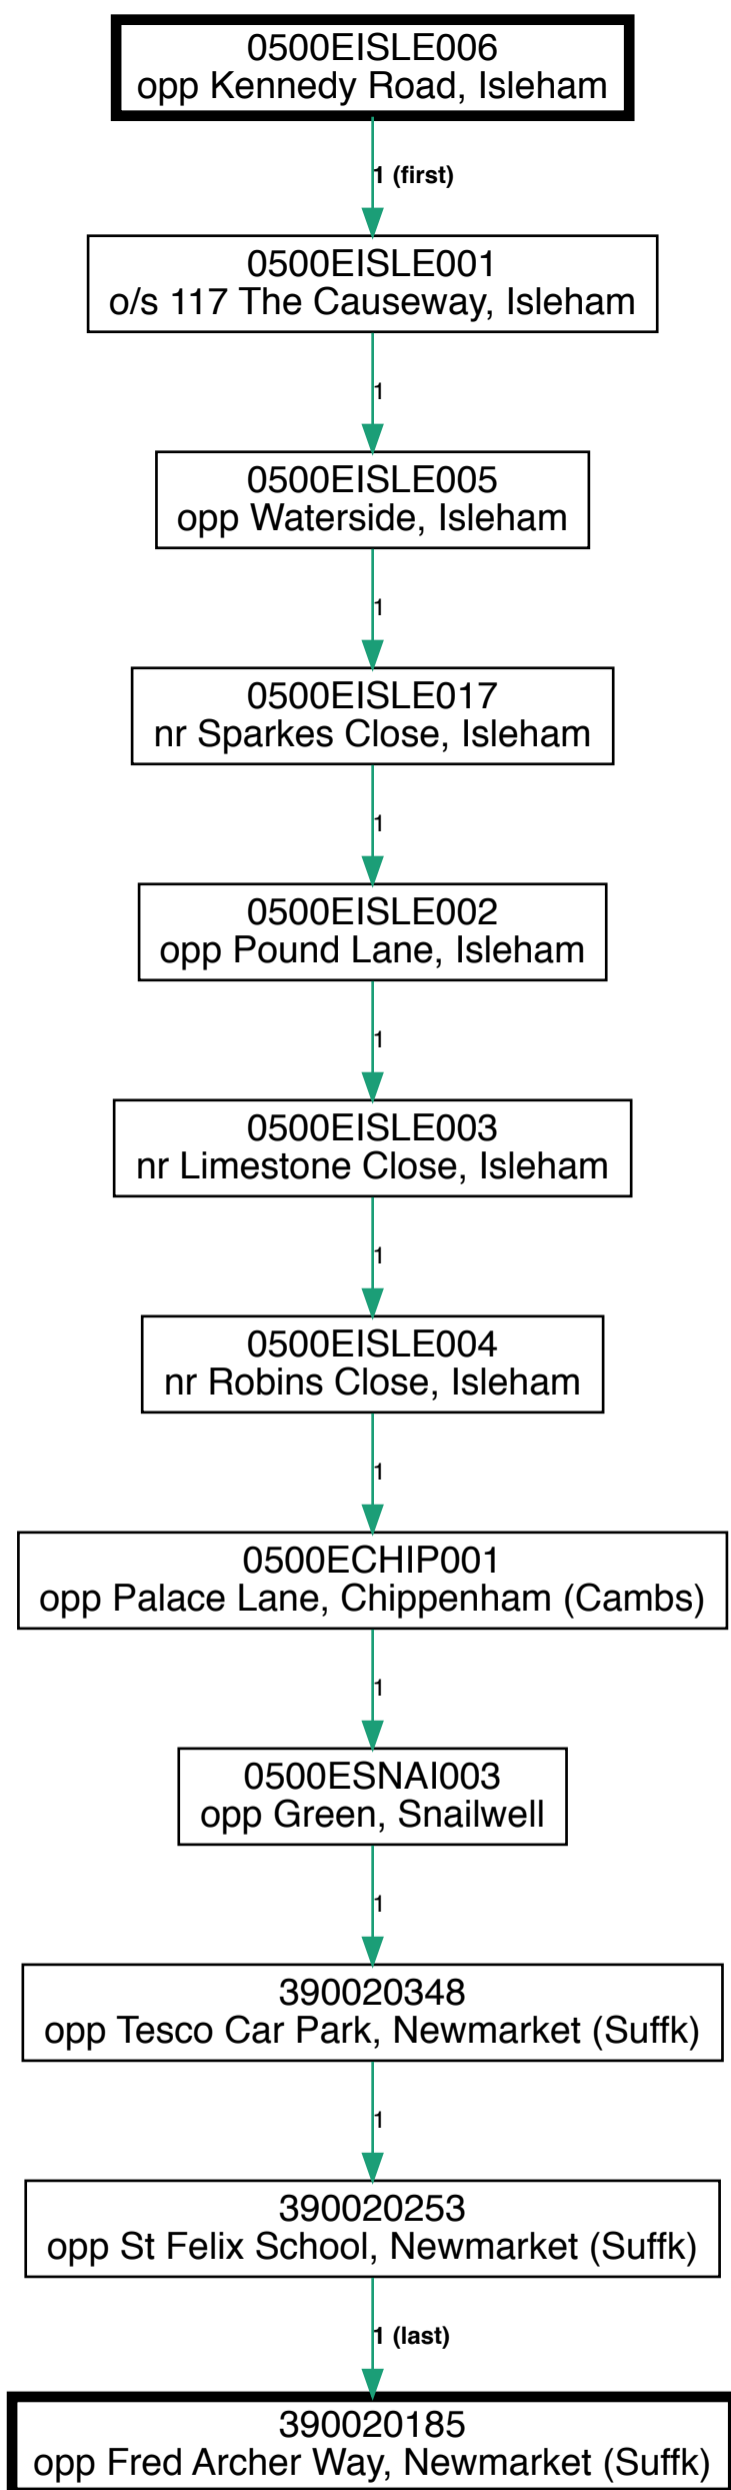 0500EISLE006
opp Kennedy Road, Isleham
1 (first)
0500EISLE001
o/s 117 The Causeway, Isleham
1
0500EISLE005
opp Waterside, Isleham
1
0500EISLE017
nr Sparkes Close, Isleham
1
0500EISLE002
opp Pound Lane, Isleham
1
0500EISLE003
nr Limestone Close, Isleham
1
0500EISLE004
nr Robins Close, Isleham
1
0500ECHIP001
opp Palace Lane, Chippenham (Cambs)
1
0500ESNAI003
opp Green, Snailwell
1
390020348
opp Tesco Car Park, Newmarket (Suffk)
1
390020253
opp St Felix School, Newmarket (Suffk)
1 (last)
390020185
opp Fred Archer Way, Newmarket (Suffk)